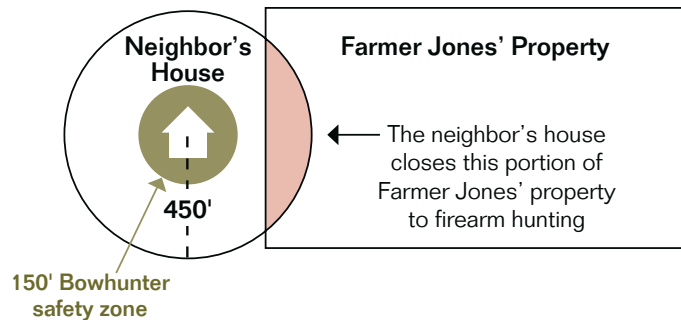 Neighbor's
House
Farmer Jones' Property
The neighbor's house
closes this portion of
Farmer Jones' property
to firearm hunting
450'
150' Bowhunter
safety zone